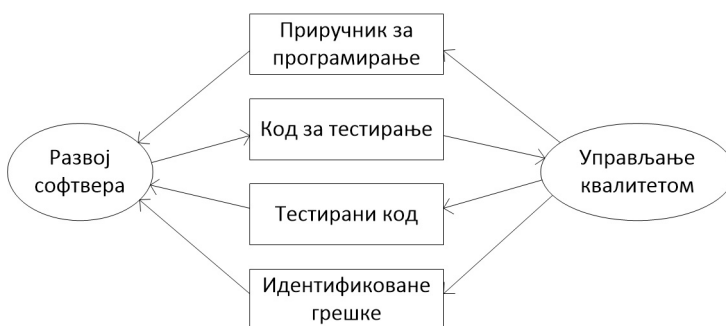 Приручник за
програмирање
Код за тестирање
Развој
софтвера
Управљање
квалитетом
Тестирани код
Идентификоване
грешке